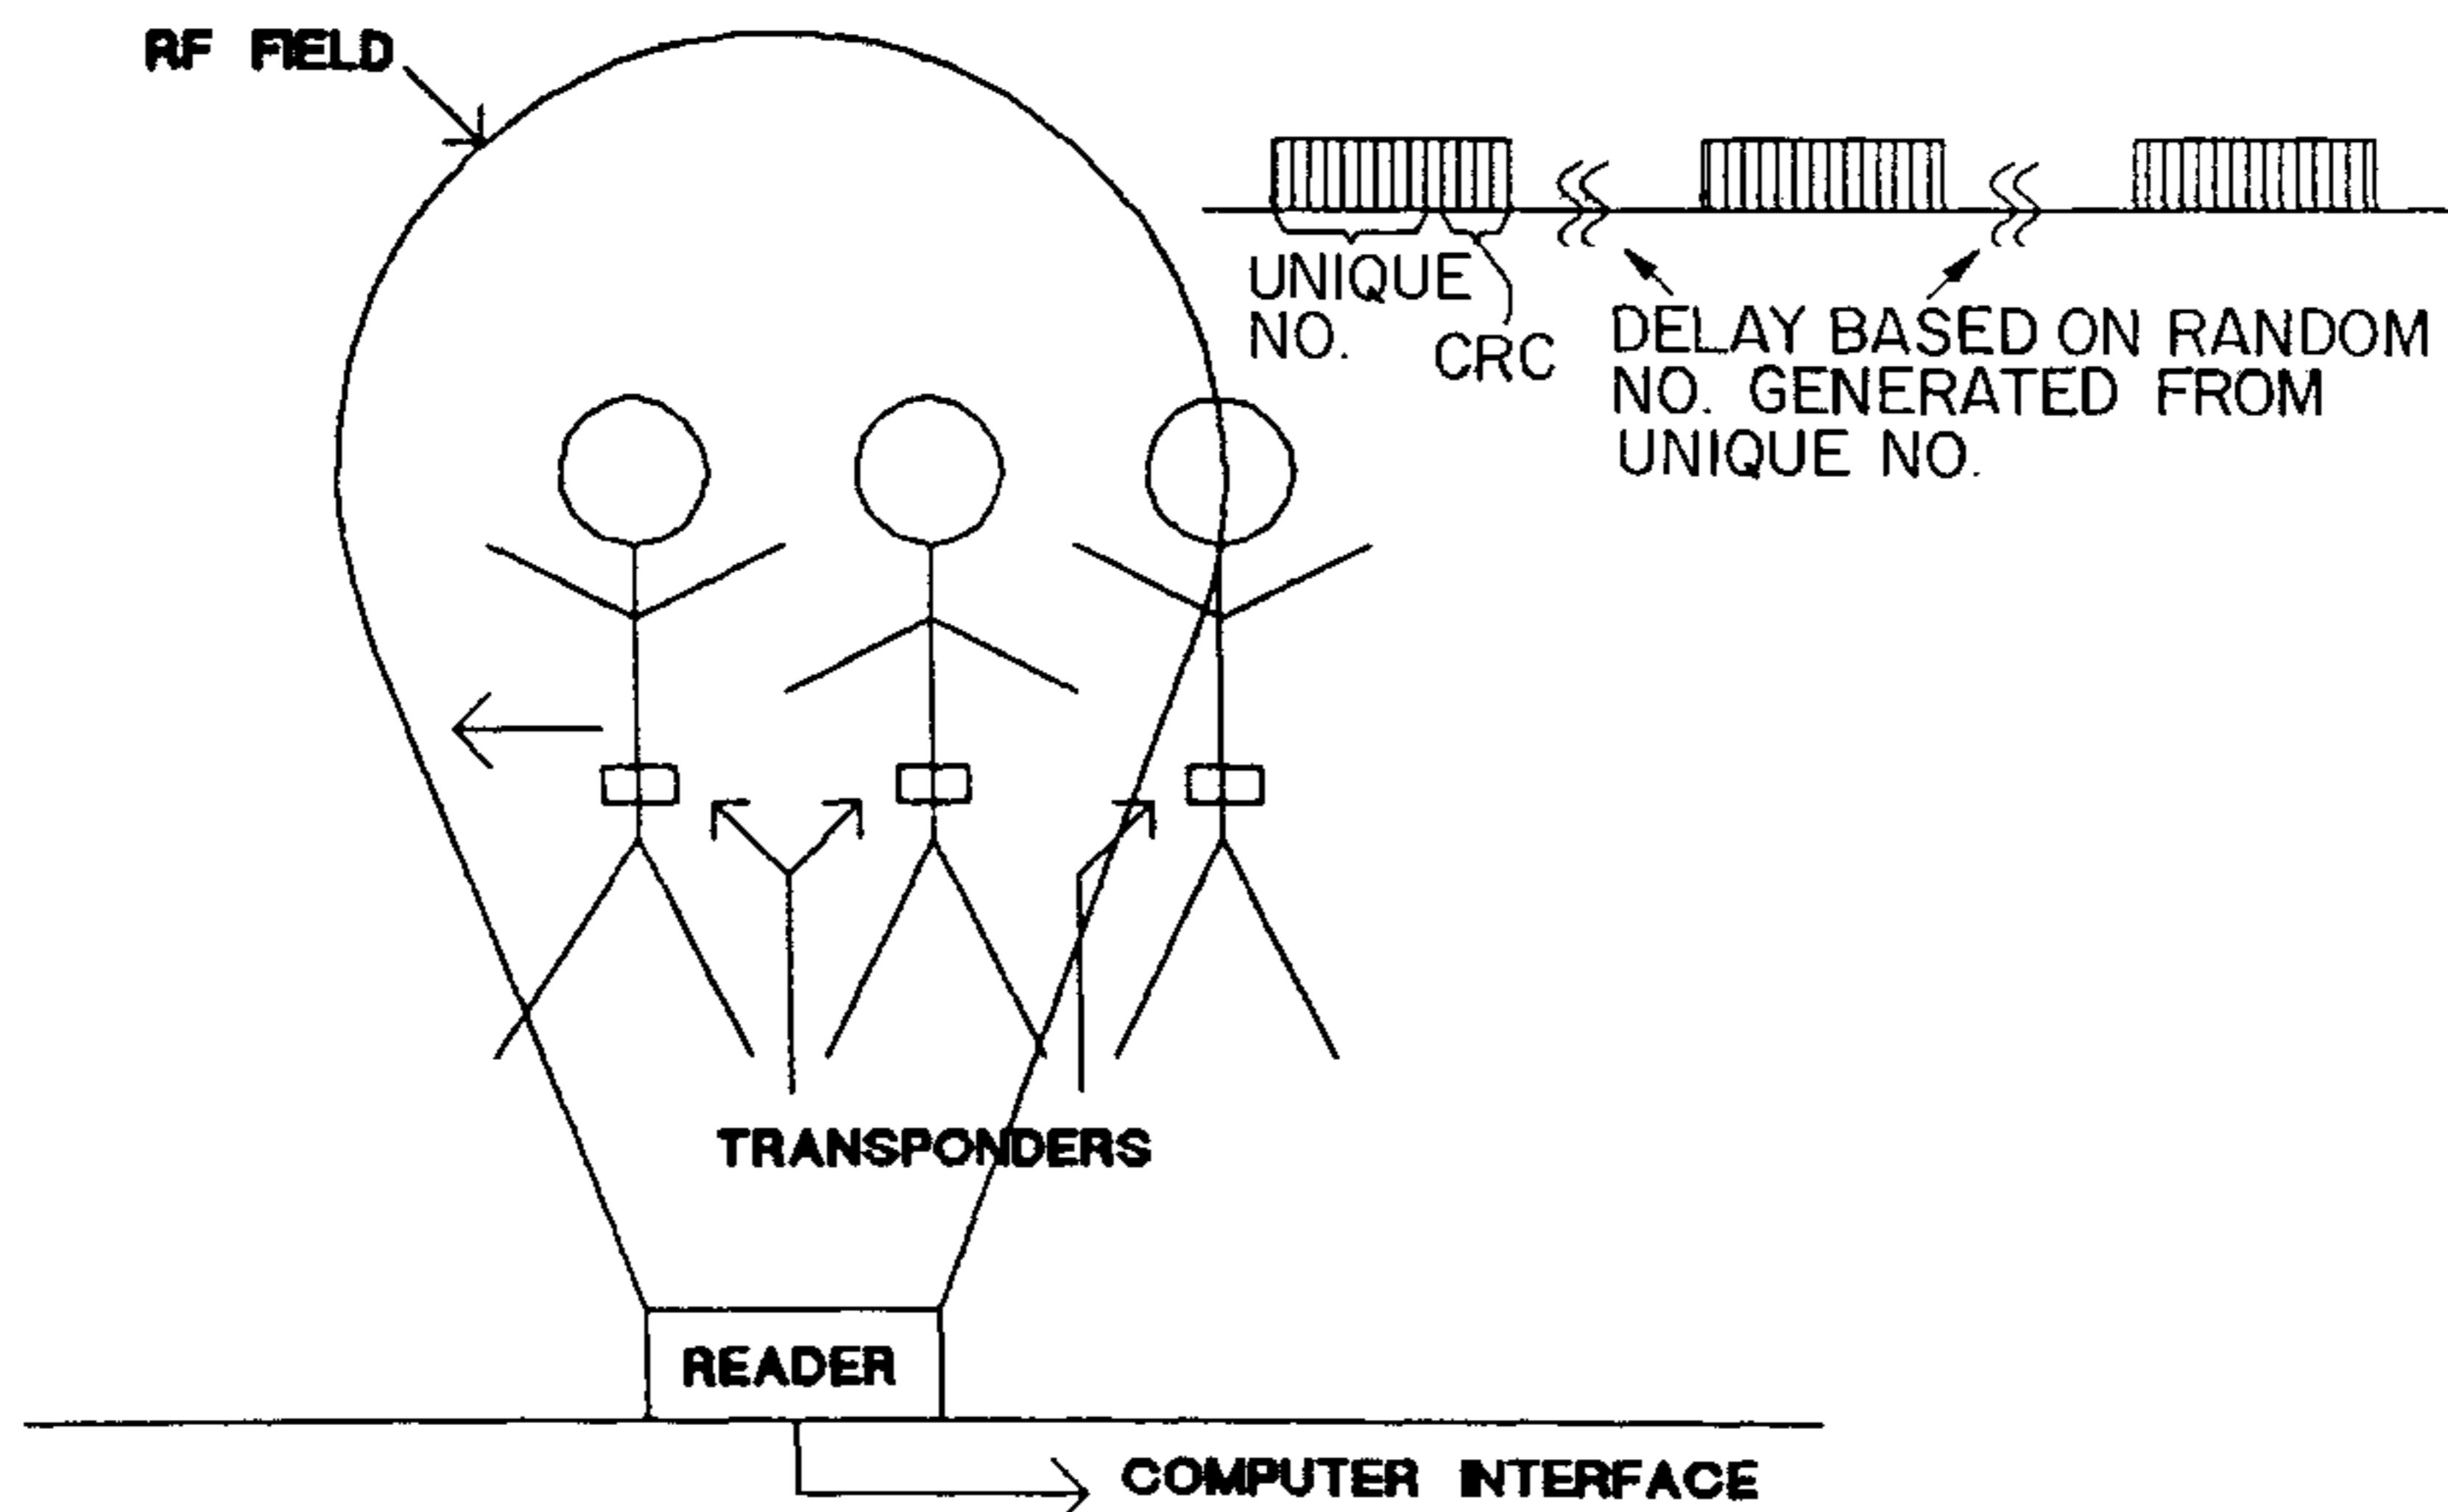 RF FIELD
UNIQUE
NO.
CRC
DELAY BASED ON RANDOM
NO. GENERATED FROM
UNIQUE NO.
TRANSPONDERS
READER
COMPUTER INTERFACE